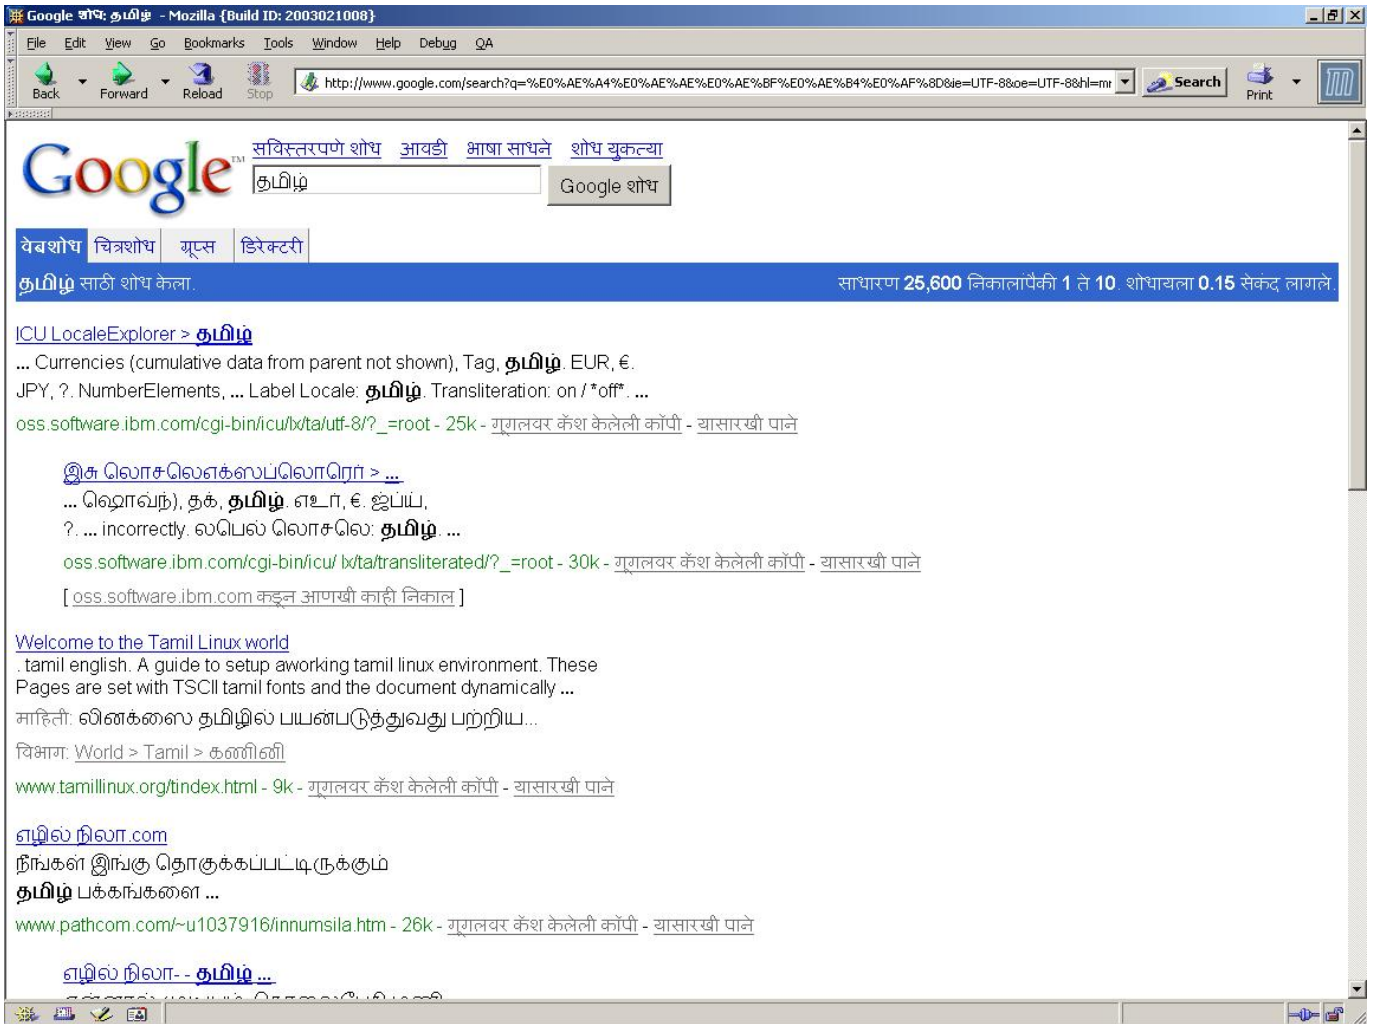 Google शोध: தமிழ் - Mozilla {Build ID: 2003021008}
File Edit View Go Bookmarks Tools Window Help Debug QA
Back Forward Reload Stop http://www.google.com/search?q=%E0%AE%A4%E0%AE%AE%E0%AE%BF%E0%AE%B4%E0%AF%8D&ie=UTF-8&oe=UTF-8&hl=mr Search Print
Google™ सविस्तरपणे शोध आवडी भाषा साधने शोध युकत्या
தமிழ் Google शोध
वेबशोध चित्रशोध ग्रूप्स डिरेक्टरी
தமிழ் साठी शोध केला. साधारण 25,600 निकालांपैकी 1 ते 10. शोधायला 0.15 सेकंद लागले.
ICU LocaleExplorer > தமிழ்
... Currencies (cumulative data from parent not shown), Tag, தமிழ். EUR, €.
JPY, ?. NumberElements, ... Label Locale: தமிழ். Transliteration: on / *off*. ...
oss.software.ibm.com/cgi-bin/icu/lx/ta/utf-8/?_=root - 25k - गूगलवर कॅश केलेली कॉपी - यासारखी पाने
இசு லொசலெஎக்ஸப்லொரெர் > ...
... ஷொவ்ந்), தக், தமிழ். எஉர், €. ஜ்ப்ய்,
?. ... incorrectly. லபெல் லொசலெ: தமிழ். ...
oss.software.ibm.com/cgi-bin/icu/ lx/ta/transliterated/?_=root - 30k - गूगलवर कॅश केलेली कॉपी - यासारखी पाने
[ oss.software.ibm.com कडून आणखी काही निकाल ]
Welcome to the Tamil Linux world
. tamil english. A guide to setup aworking tamil linux environment. These
Pages are set with TSCII tamil fonts and the document dynamically ...
माहिती: லினக்ஸை தமிழில் பயன்படுத்துவது பற்றிய...
विभाग: World > Tamil > கணினி
www.tamillinux.org/tindex.html - 9k - गूगलवर कॅश केलेली कॉपी - यासारखी पाने
எழில் நிலா.com
நீங்கள் இங்கு தொகுக்கப்பட்டிருக்கும்
தமிழ் பக்கங்களை ...
www.pathcom.com/~u1037916/innumsila.htm - 26k - गूगलवर कॅश केलेली कॉपी - यासारखी पाने
எழில் நிலா- - தமிழ் ...